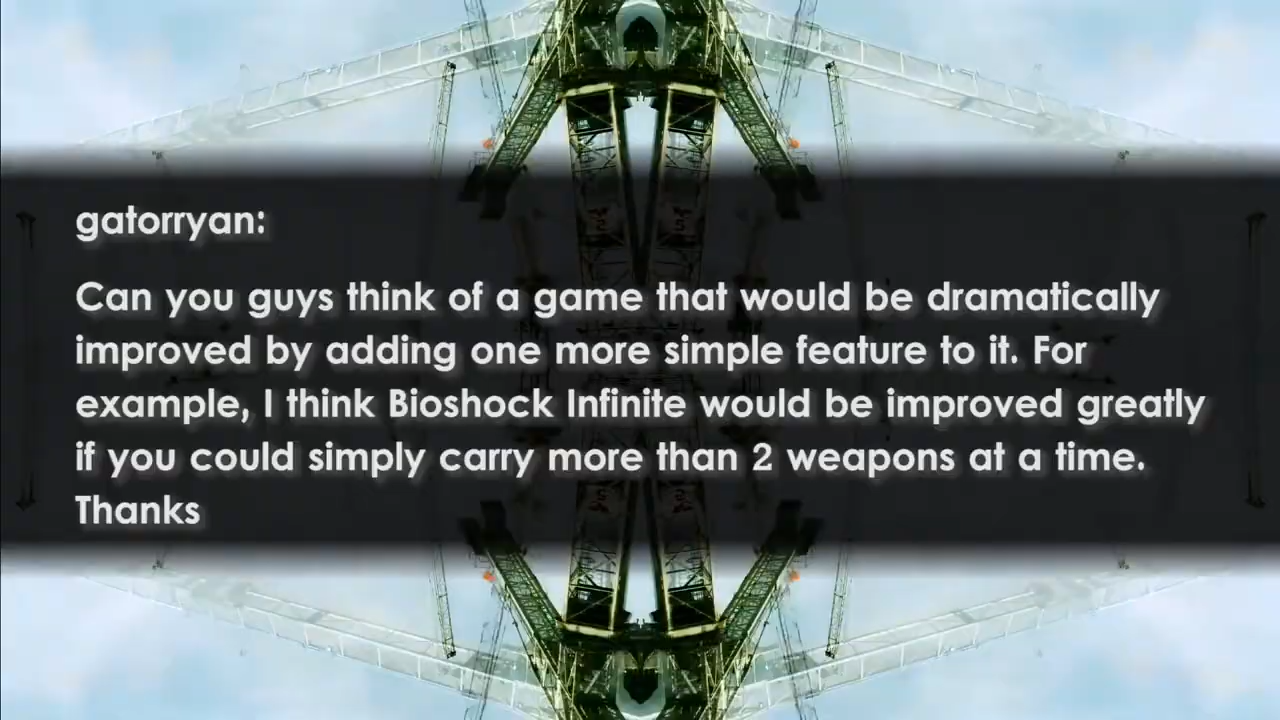 gatorryan:
Can you guys think of a game that would be dramatically
improved by adding one more simple feature to it. For
example, I think Bioshock Infinite would be improved greatly
if you could simply carry more than 2 weapons at a time.
Thanks